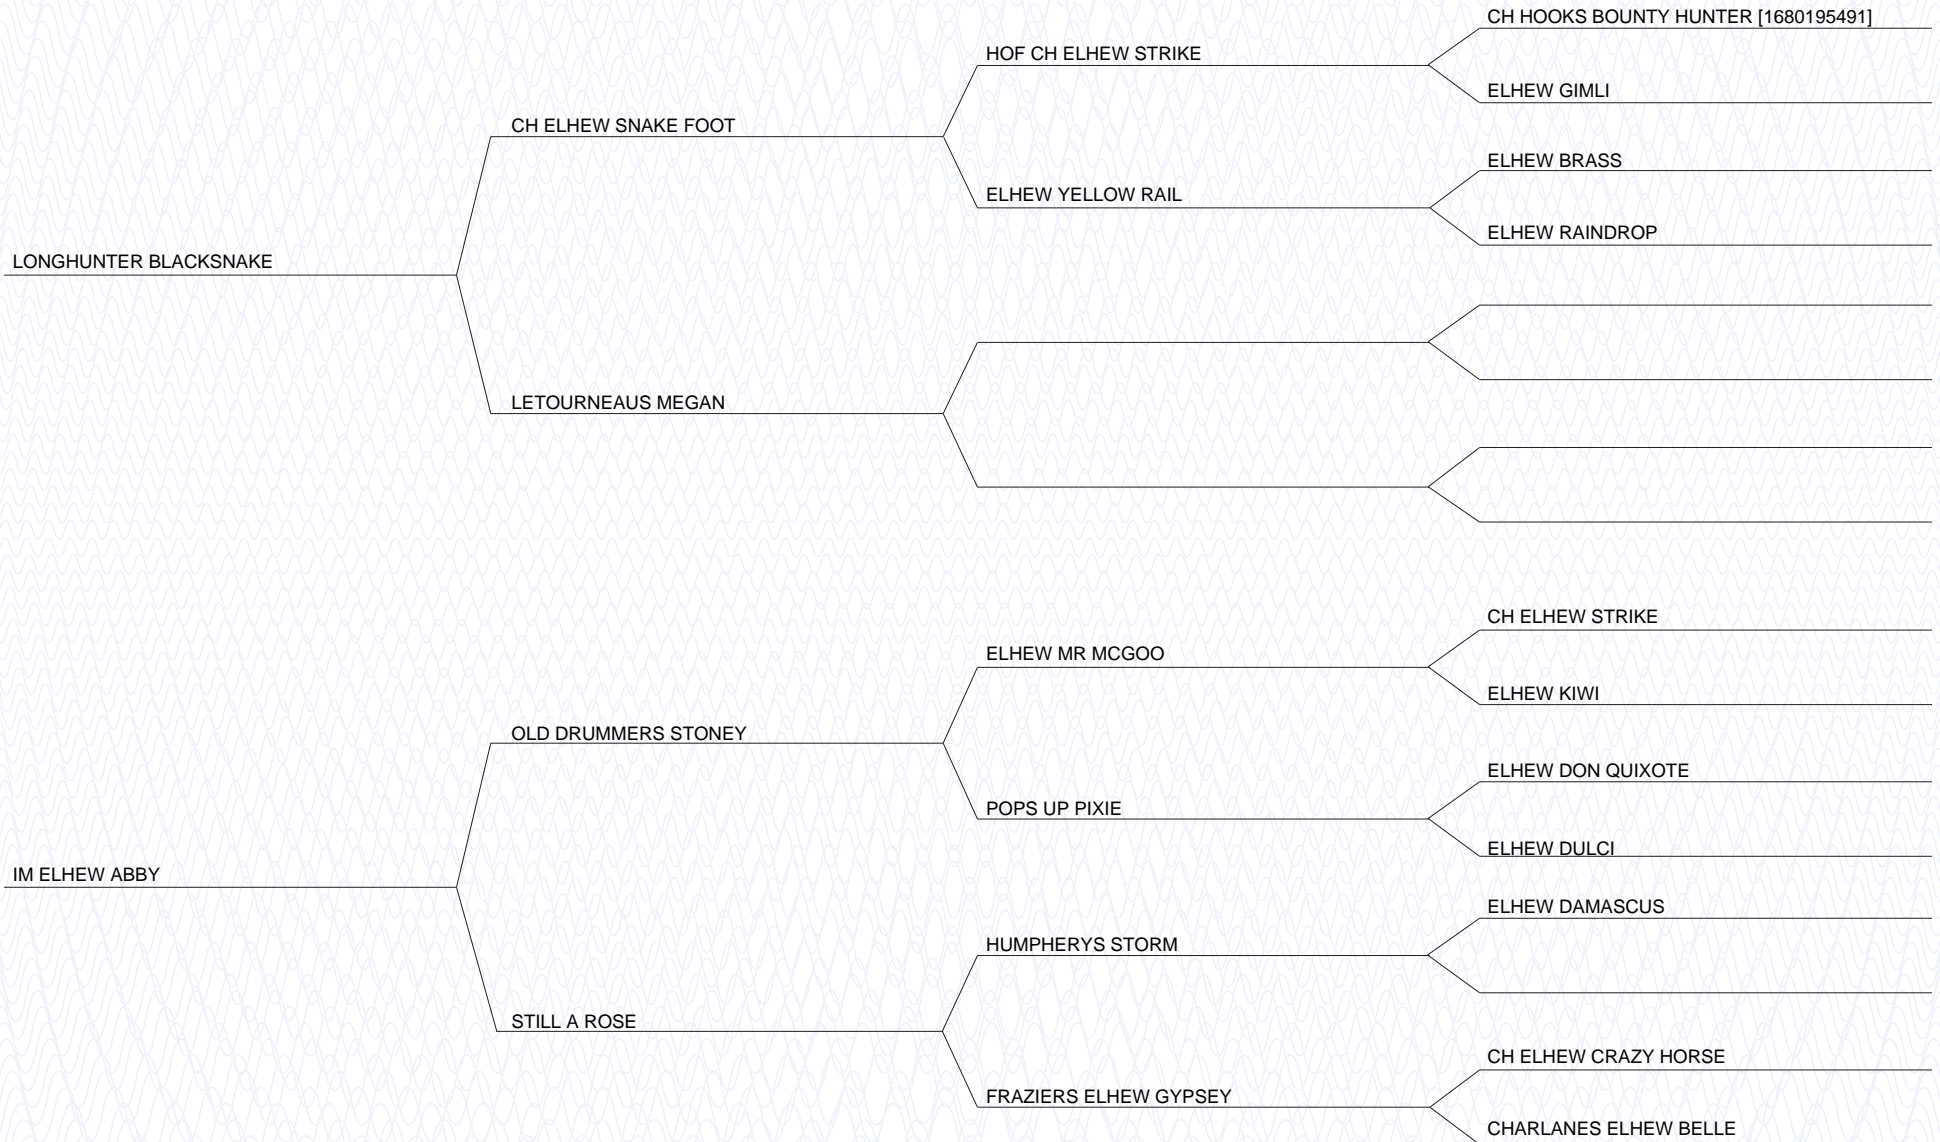 CH HOOKS BOUNTY HUNTER [1680195491]
HOF CH ELHEW STRIKE
ELHEW GIMLI
CH ELHEW SNAKE FOOT
ELHEW BRASS
ELHEW YELLOW RAIL
ELHEW RAINDROP
LONGHUNTER BLACKSNAKE
LETOURNEAUS MEGAN
CH ELHEW STRIKE
ELHEW MR MCGOO
ELHEW KIWI
OLD DRUMMERS STONEY
ELHEW DON QUIXOTE
POPS UP PIXIE
ELHEW DULCI
IM ELHEW ABBY
ELHEW DAMASCUS
HUMPHERYS STORM
STILL A ROSE
CH ELHEW CRAZY HORSE
FRAZIERS ELHEW GYPSEY
CHARLANES ELHEW BELLE